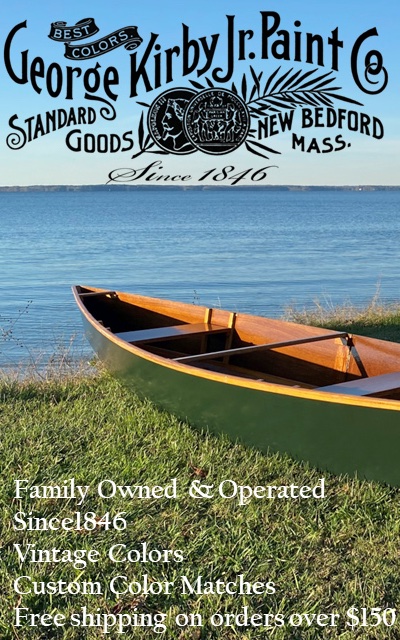 BEST
COLORS.
George Kirby Jr. Paint Co
STANDARD
GOODS
NEW BEDFORD
MASS.
Since 1846
Family Owned & Operated
Since1846
Vintage Colors
Custom Color Matches
Free shipping on orders over $150